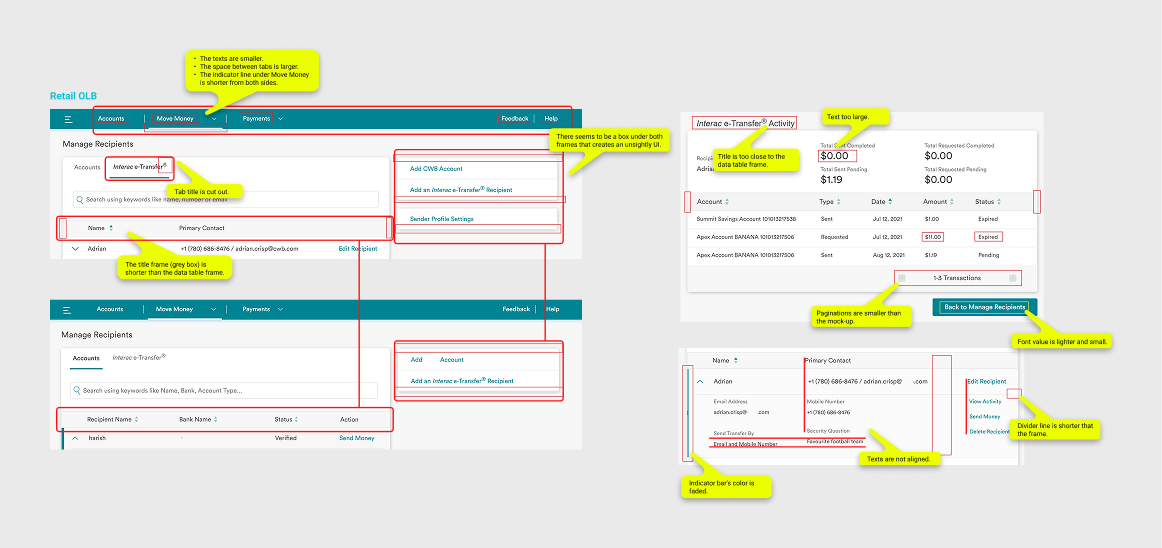 • The texts are smaller.
• The space between tabs is larger.
• The Indicator line under Move Money
is shorter from both sides.
Retail OLB
Accounts
Move Money
Payments
Feedback
Help
Manage Recipients
Accounts
Interac e-Transfer®
Tab title is cut out.
Search using keywords like name, number or email
Name
Primary Contact
Adrian
+1 (780) 686-8476 / adrian.crisp@cwb.com
Edit Recipient
The title frame (grey box) is
shorter than the data table frame.
There seems to be a box under both
frames that creates an unsightly UI.
Add CWB Account
Add an Interac e-Transfer® Recipient
Sender Profile Settings
Accounts
Move Money
Payments
Feedback
Help
Manage Recipients
Accounts
Interac e-Transfer®
Search using keywords like Name, Bank, Account Type...
Recipient Name
Bank Name
Status
Action
harish
Verified
Send Money
Add Account
Add an Interac e-Transfer® Recipient
Interac e-Transfer® Activity
Text too large.
Title is too close to the
data table frame.
Recipi
Adria
Total Sent Completed
$0.00
Total Requested Completed
$0.00
Total Sent Pending
$1.19
Total Requested Pending
$0.00
Account
Type
Date
Amount
Status
Summit Savings Account 101013217538
Sent
Jul 12, 2021
$1.00
Expired
Apex Account BANANA 101013217506
Requested
Jul 12, 2021
$11.00
Expired
Apex Account BANANA 101013217506
Sent
Aug 12, 2021
$1.19
Pending
1-3 Transactions
Paginations are smaller than
the mock-up.
Back to Manage Recipients
Font value is lighter and small.
Name
Primary Contact
Adrian
+1 (780) 686-8476 / adrian.crisp@ .com
Edit Recipient
Email Address
adrian.crisp@ .com
Mobile Number
+1 (780) 686-8476
View Activity
Send Money
Delete Recipient
Send Transfer By
Email and Mobile Number
Security Question
Favourite football team
Divider line is shorter that
the frame.
Texts are not aligned.
Indicator bar's color is
faded.